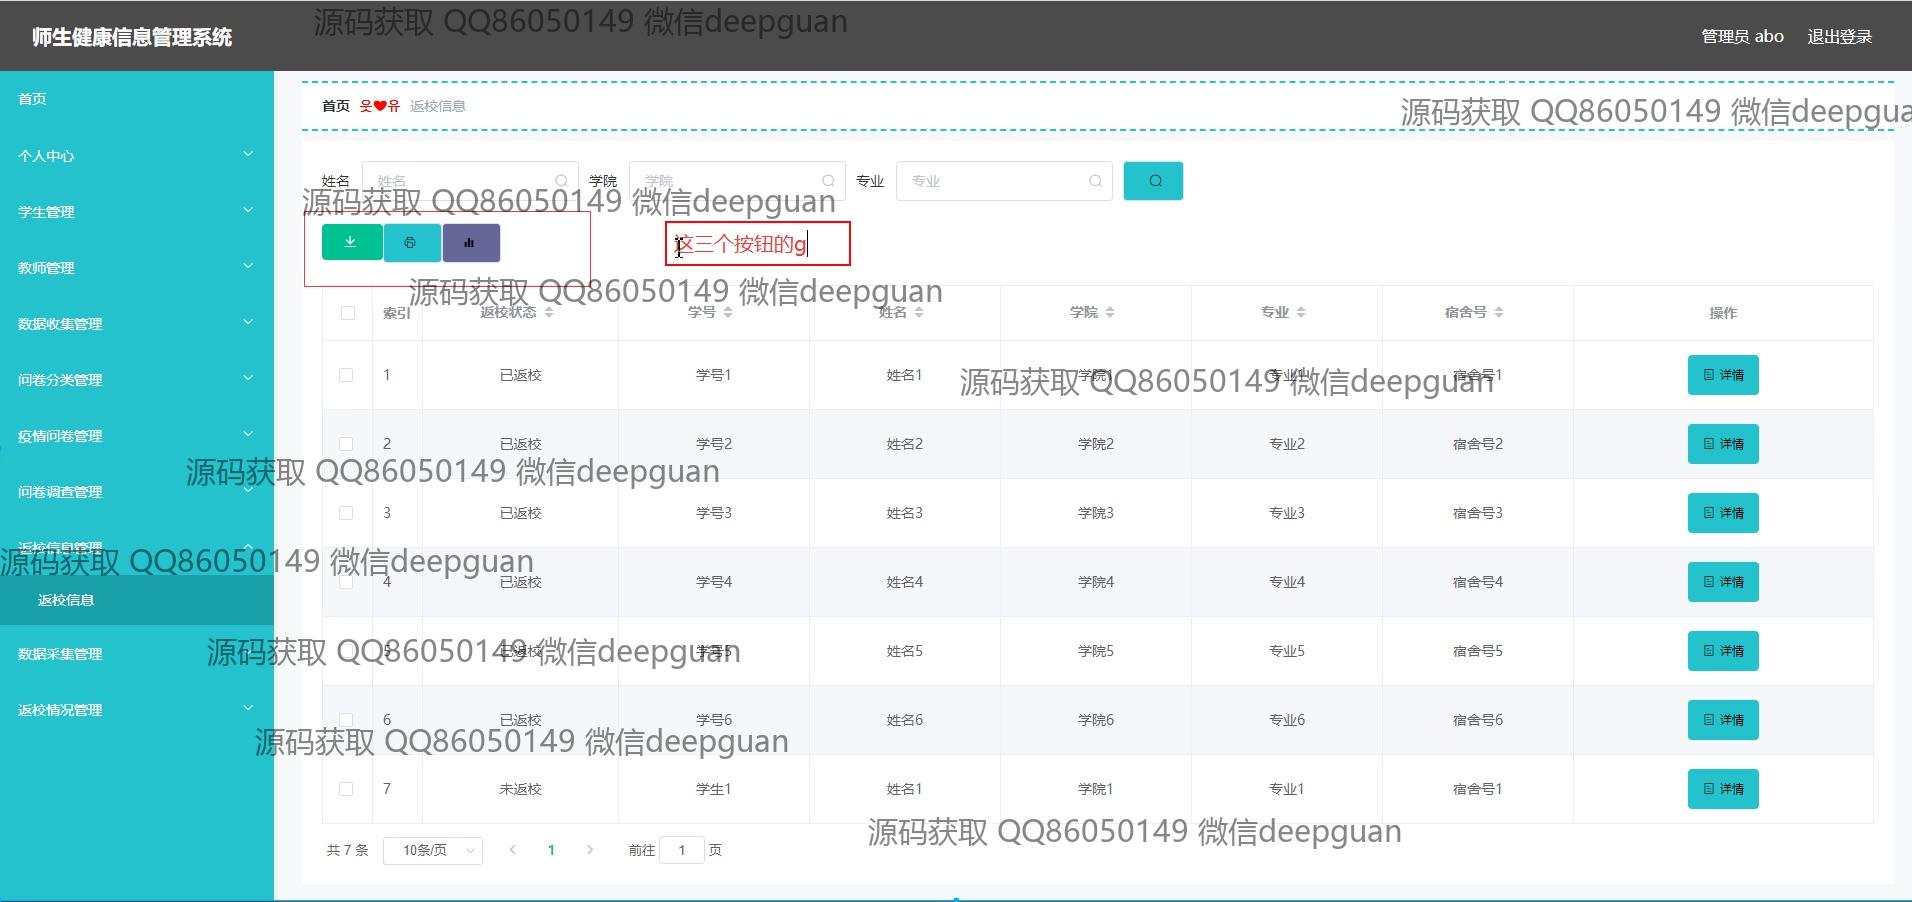 师生健康信息管理系统
源码获取 QQ86050149 微信deepguan
管理员 abo 退出登录
首页
个人中心
学生管理
教师管理
数据收集管理
问卷分类管理
疫情问卷管理
问卷调查管理
返校信息管理
返校信息
数据采集管理
返校情况管理
首页 웃❤유 返校信息
源码获取 QQ86050149 微信deepgua
姓名 姓名 学院 学院 专业 专业
源码获取 QQ86050149 微信deepguan
这三个按钮的g
源码获取 QQ86050149 微信deepguan
索引 返校状态 学号 姓名 学院 专业 宿舍号 操作
1 已返校 学号1 姓名1 学院1 专业1 宿舍号1 详情
源码获取 QQ86050149 微信deepguan
2 已返校 学号2 姓名2 学院2 专业2 宿舍号2 详情
源码获取 QQ86050149 微信deepguan
3 已返校 学号3 姓名3 学院3 专业3 宿舍号3 详情
源码获取 QQ86050149 微信deepguan
4 已返校 学号4 姓名4 学院4 专业4 宿舍号4 详情
5 已返校 学号5 姓名5 学院5 专业5 宿舍号5 详情
源码获取 QQ86050149 微信deepguan
6 已返校 学号6 姓名6 学院6 专业6 宿舍号6 详情
源码获取 QQ86050149 微信deepguan
7 未返校 学生1 姓名1 学院1 专业1 宿舍号1 详情
源码获取 QQ86050149 微信deepguan
共 7 条 10条/页 1 前往 1 页